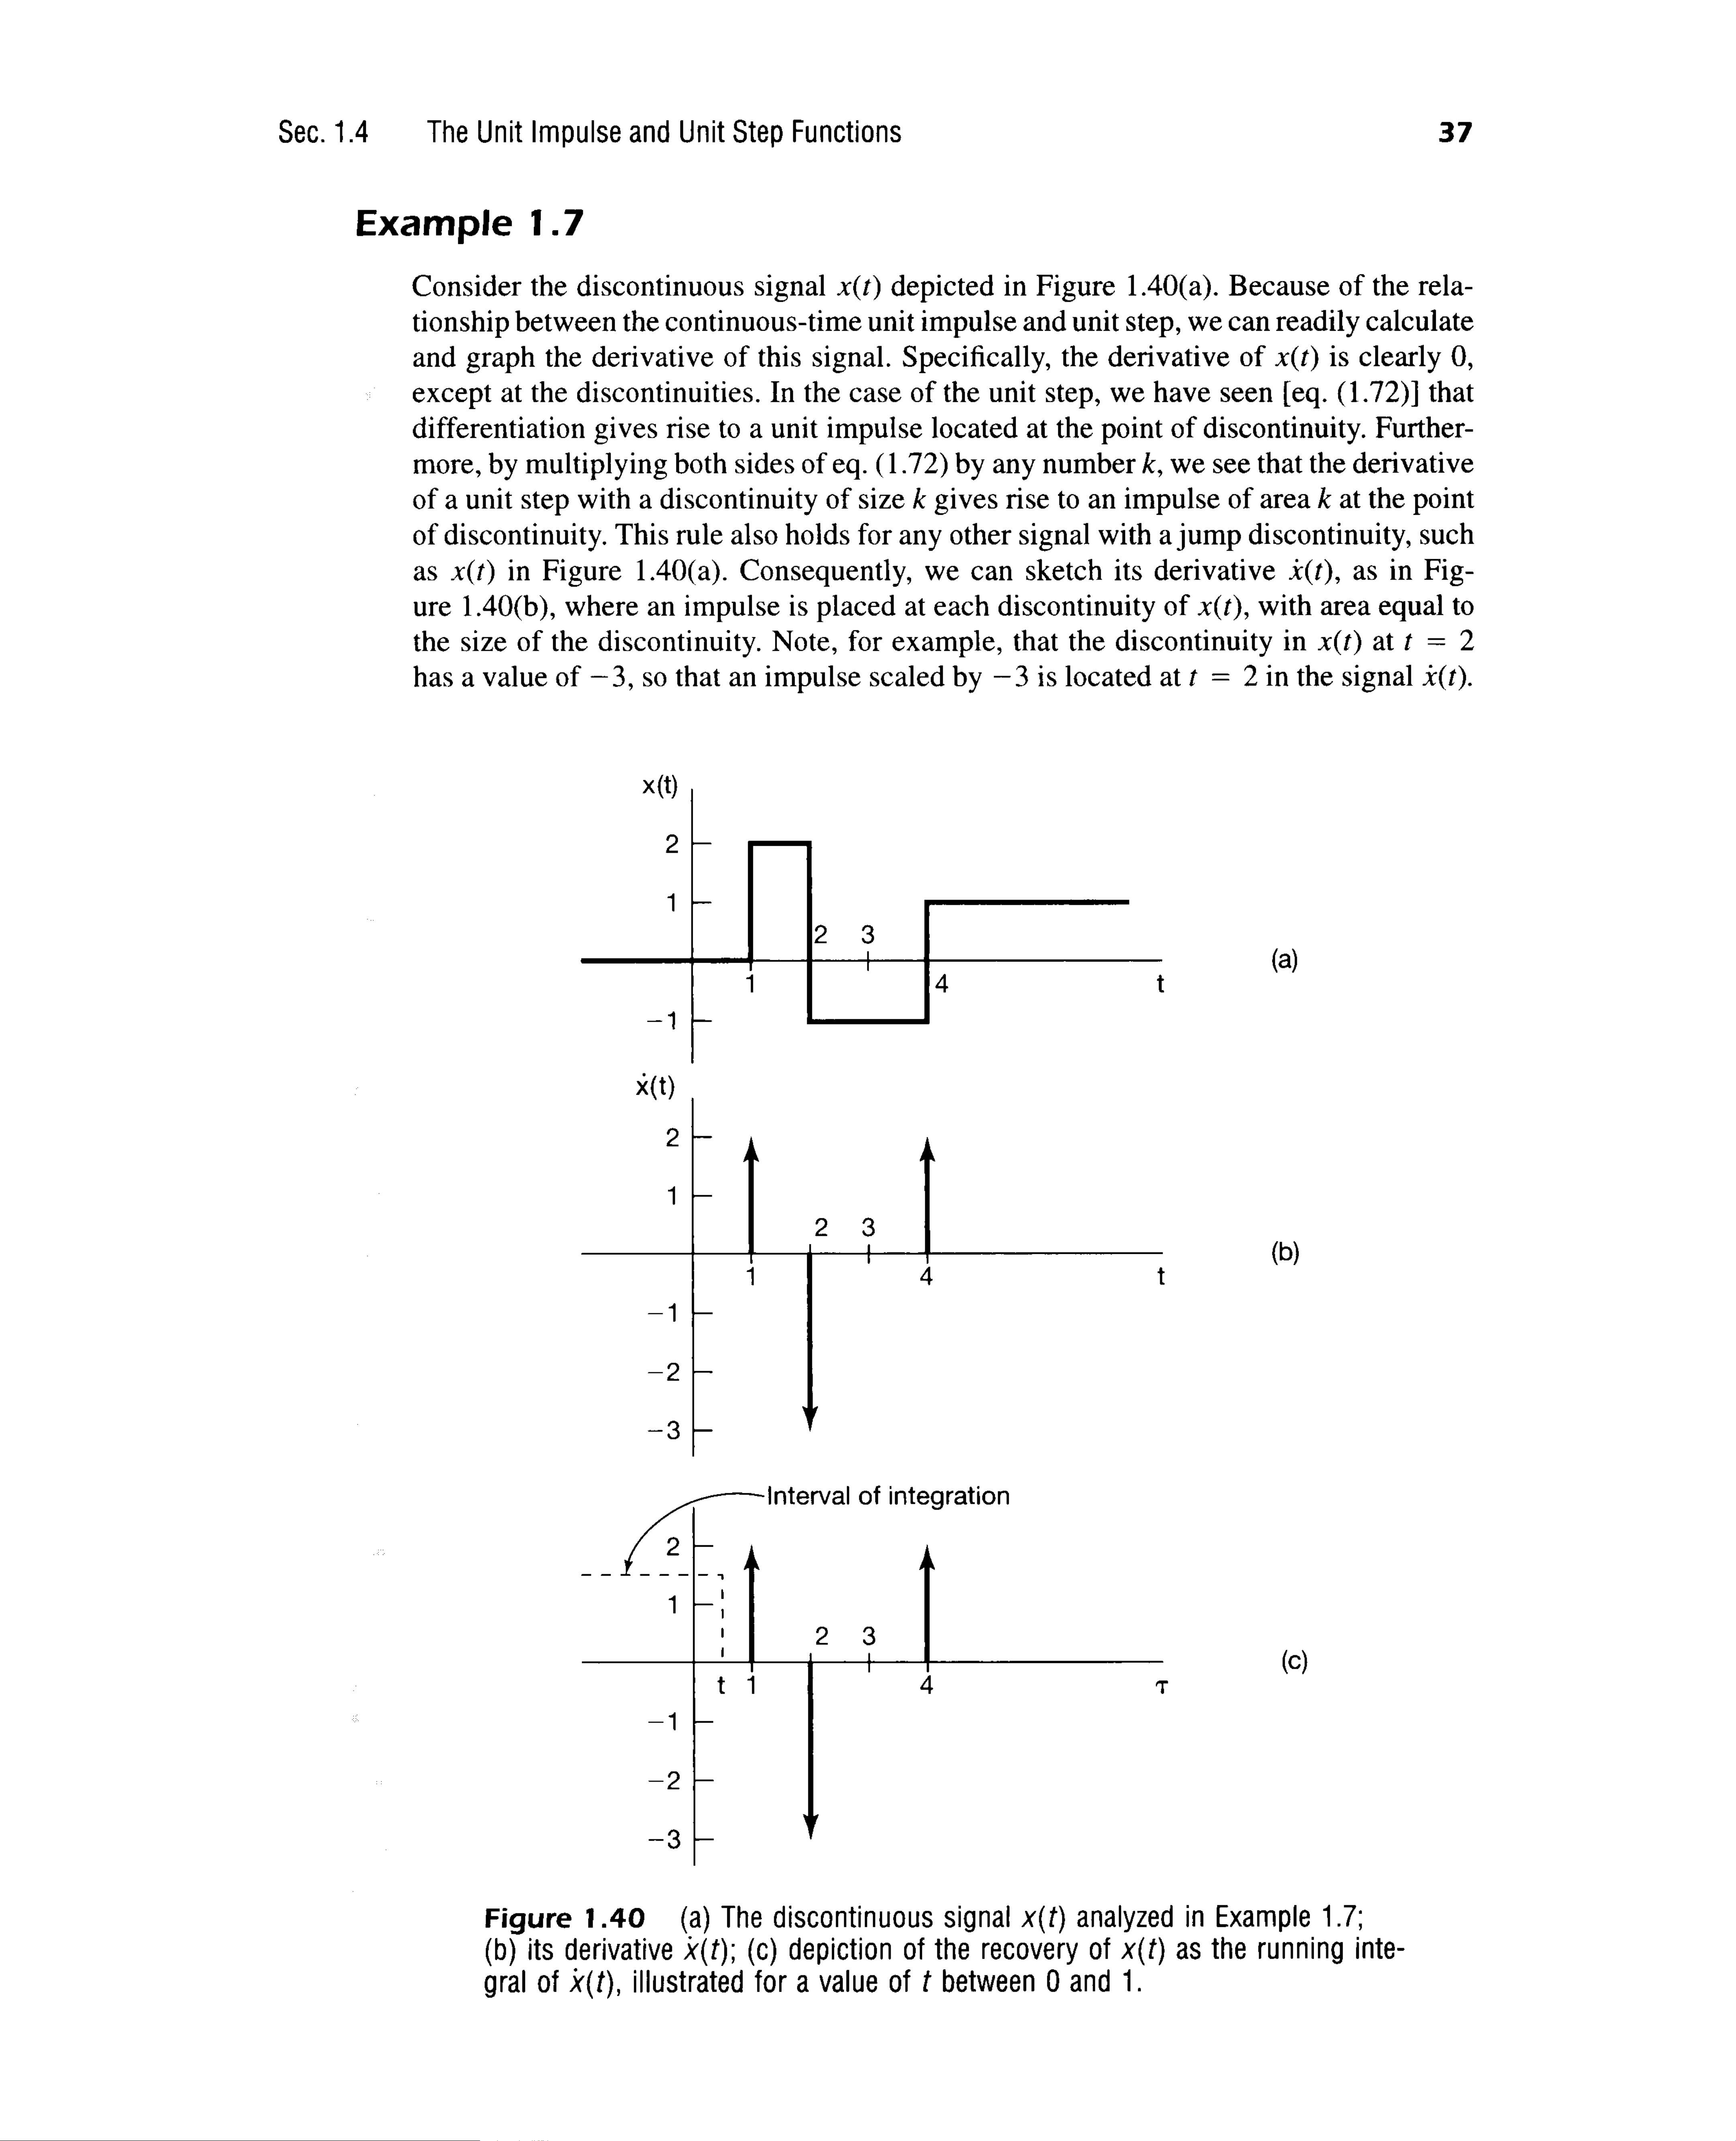 Sec. 1.4 The Unit Impulse and Unit Step Functions 37
Example 1.7
Consider the discontinuous signal x(t) depicted in Figure 1.40(a). Because of the rela-
tionship between the continuous-time unit impulse and unit step, we can readily calculate
and graph the derivative of this signal. Specifically, the derivative of x(t) is clearly 0,
except at the discontinuities. In the case of the unit step, we have seen [eq. (1.72)] that
differentiation gives rise to a unit impulse located at the point of discontinuity. Further-
more, by multiplying both sides of eq. (1.72) by any number k, we see that the derivative
of a unit step with a discontinuity of size k gives rise to an impulse of area k at the point
of discontinuity. This rule also holds for any other signal with a jump discontinuity, such
as x(t) in Figure 1.40(a). Consequently, we can sketch its derivative ẋ(t), as in Fig-
ure 1.40(b), where an impulse is placed at each discontinuity of x(t), with area equal to
the size of the discontinuity. Note, for example, that the discontinuity in x(t) at t = 2
has a value of −3, so that an impulse scaled by −3 is located at t = 2 in the signal ẋ(t).
x(t)
2
1
2 3
(a)
1 4 t
−1
ẋ(t)
2
1
2 3
(b)
1 4 t
−1
−2
−3
Interval of integration
2
1
2 3
(c)
t 1 4 τ
−1
−2
−3
Figure 1.40 (a) The discontinuous signal x(t) analyzed in Example 1.7;
(b) its derivative ẋ(t); (c) depiction of the recovery of x(t) as the running inte-
gral of ẋ(t), illustrated for a value of t between 0 and 1.